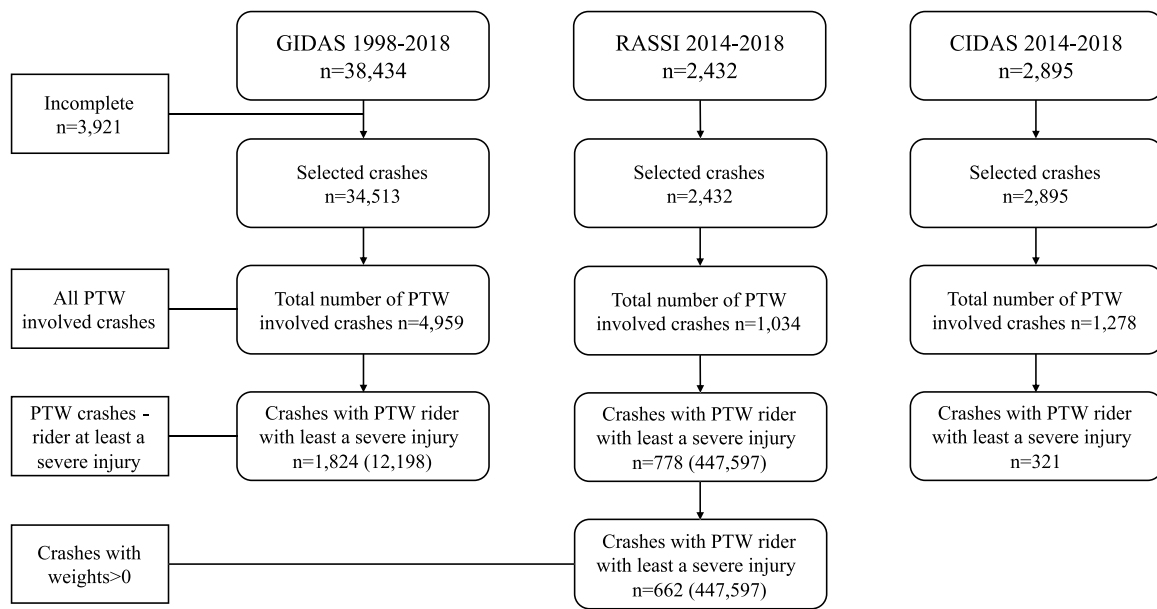 GIDAS 1998-2018
n=38,434
RASSI 2014-2018
n=2,432
CIDAS 2014-2018
n=2,895
Incomplete
n=3,921
Selected crashes
n=34,513
Selected crashes
n=2,432
Selected crashes
n=2,895
All PTW
involved crashes
Total number of PTW
involved crashes n=4,959
Total number of PTW
involved crashes n=1,034
Total number of PTW
involved crashes n=1,278
PTW crashes -
rider at least a
severe injury
Crashes with PTW rider
with least a severe injury
n=1,824 (12,198)
Crashes with PTW rider
with least a severe injury
n=778 (447,597)
Crashes with PTW rider
with least a severe injury
n=321
Crashes with
weights>0
Crashes with PTW rider
with least a severe injury
n=662 (447,597)